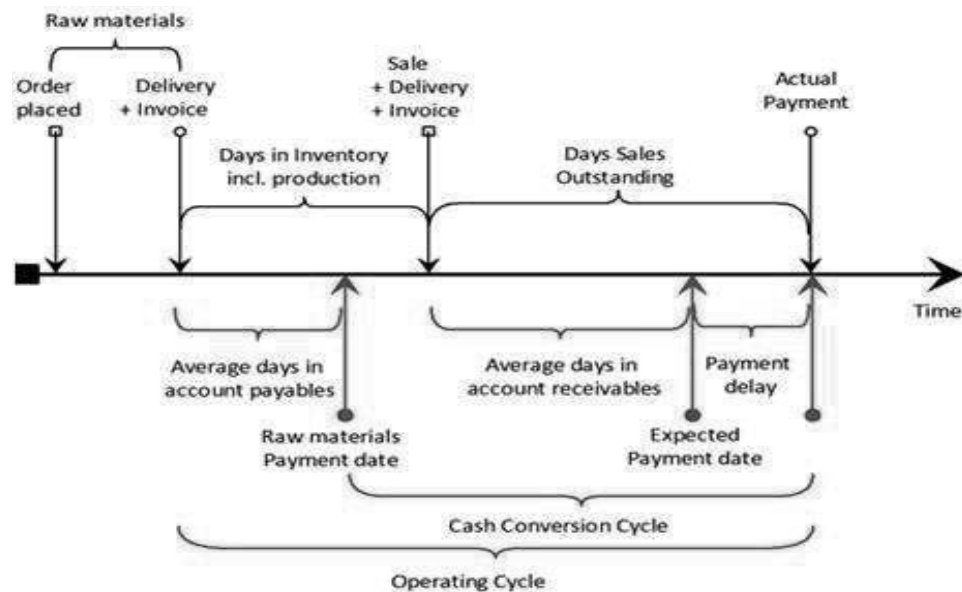 Raw materials
Order
placed
Delivery
+ Invoice
Sale
+ Delivery
+ Invoice
Actual
Payment
Days in Inventory
incl. production
Days Sales
Outstanding
Time
Average days in
account payables
Average days in
account receivables
Payment
delay
Raw materials
Payment date
Expected
Payment date
Cash Conversion Cycle
Operating Cycle